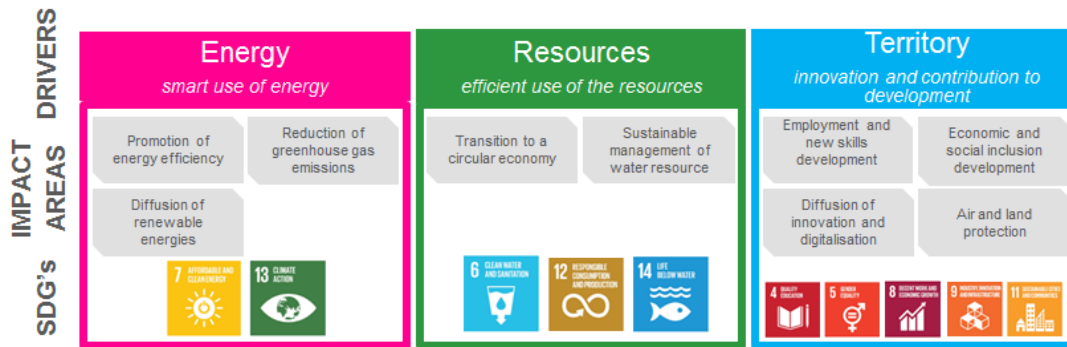 DRIVERS
Energy
smart use of energy
Resources
efficient use of the resources
Territory
innovation and contribution to
development
IMPACT
AREAS
Promotion of
energy efficiency
Reduction of
greenhouse gas
emissions
Diffusion of
renewable
energies
Transition to a
circular economy
Sustainable
management of
water resource
Employment and
new skills
development
Economic and
social inclusion
development
Diffusion of
innovation and
digitalisation
Air and land
protection
SDG's
7 AFFORDABLE AND
CLEAN ENERGY
13 CLIMATE
ACTION
6 CLEAN WATER
AND SANITATION
12 RESPONSIBLE
CONSUMPTION
AND PRODUCTION
14 LIFE
BELOW WATER
4 QUALITY
EDUCATION
5 GENDER
EQUALITY
8 DECENT WORK AND
ECONOMIC GROWTH
9 INDUSTRY, INNOVATION
AND INFRASTRUCTURE
11 SUSTAINABLE CITIES
AND COMMUNITIES